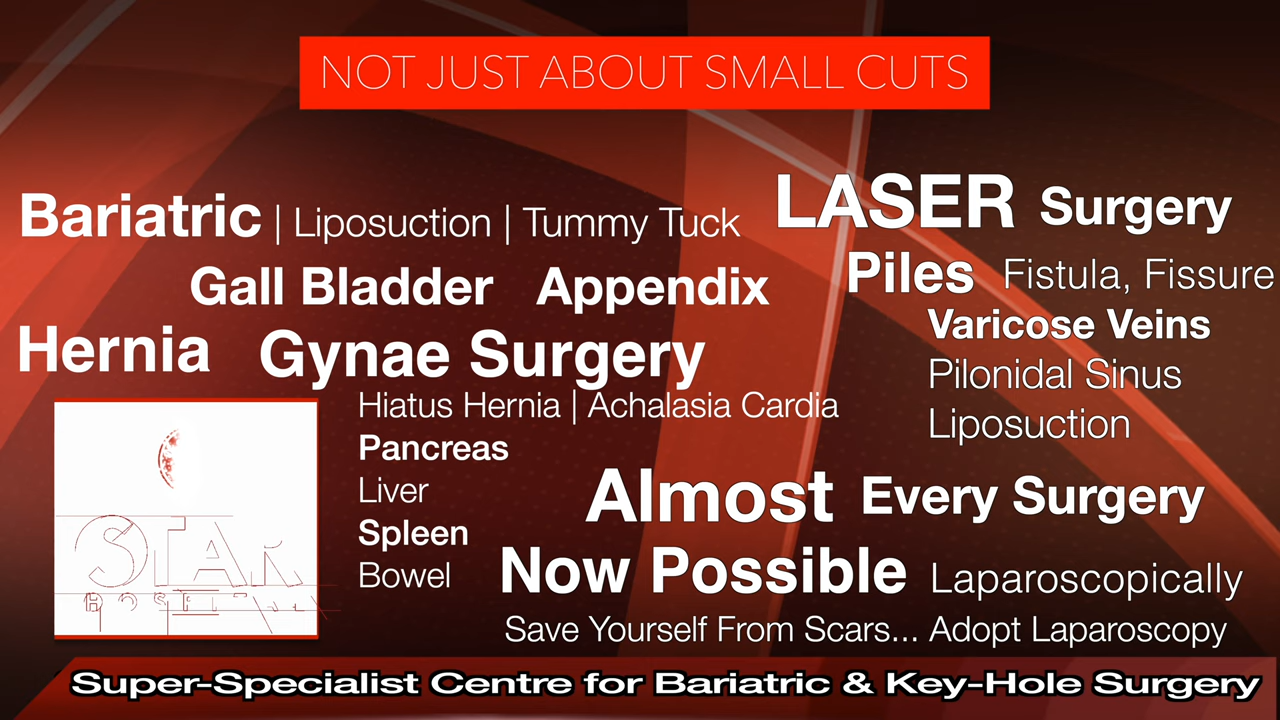 NOT JUST ABOUT SMALL CUTS
Bariatric | Liposuction | Tummy Tuck
Gall Bladder Appendix
Hernia Gynae Surgery
Hiatus Hernia | Achalasia Cardia
Pancreas
Liver
Spleen
Bowel
LASER Surgery
Piles Fistula, Fissure
Varicose Veins
Pilonidal Sinus
Liposuction
Almost Every Surgery
Now Possible Laparoscopically
Save Yourself From Scars... Adopt Laparoscopy
STAR
Super-Specialist Centre for Bariatric & Key-Hole Surgery